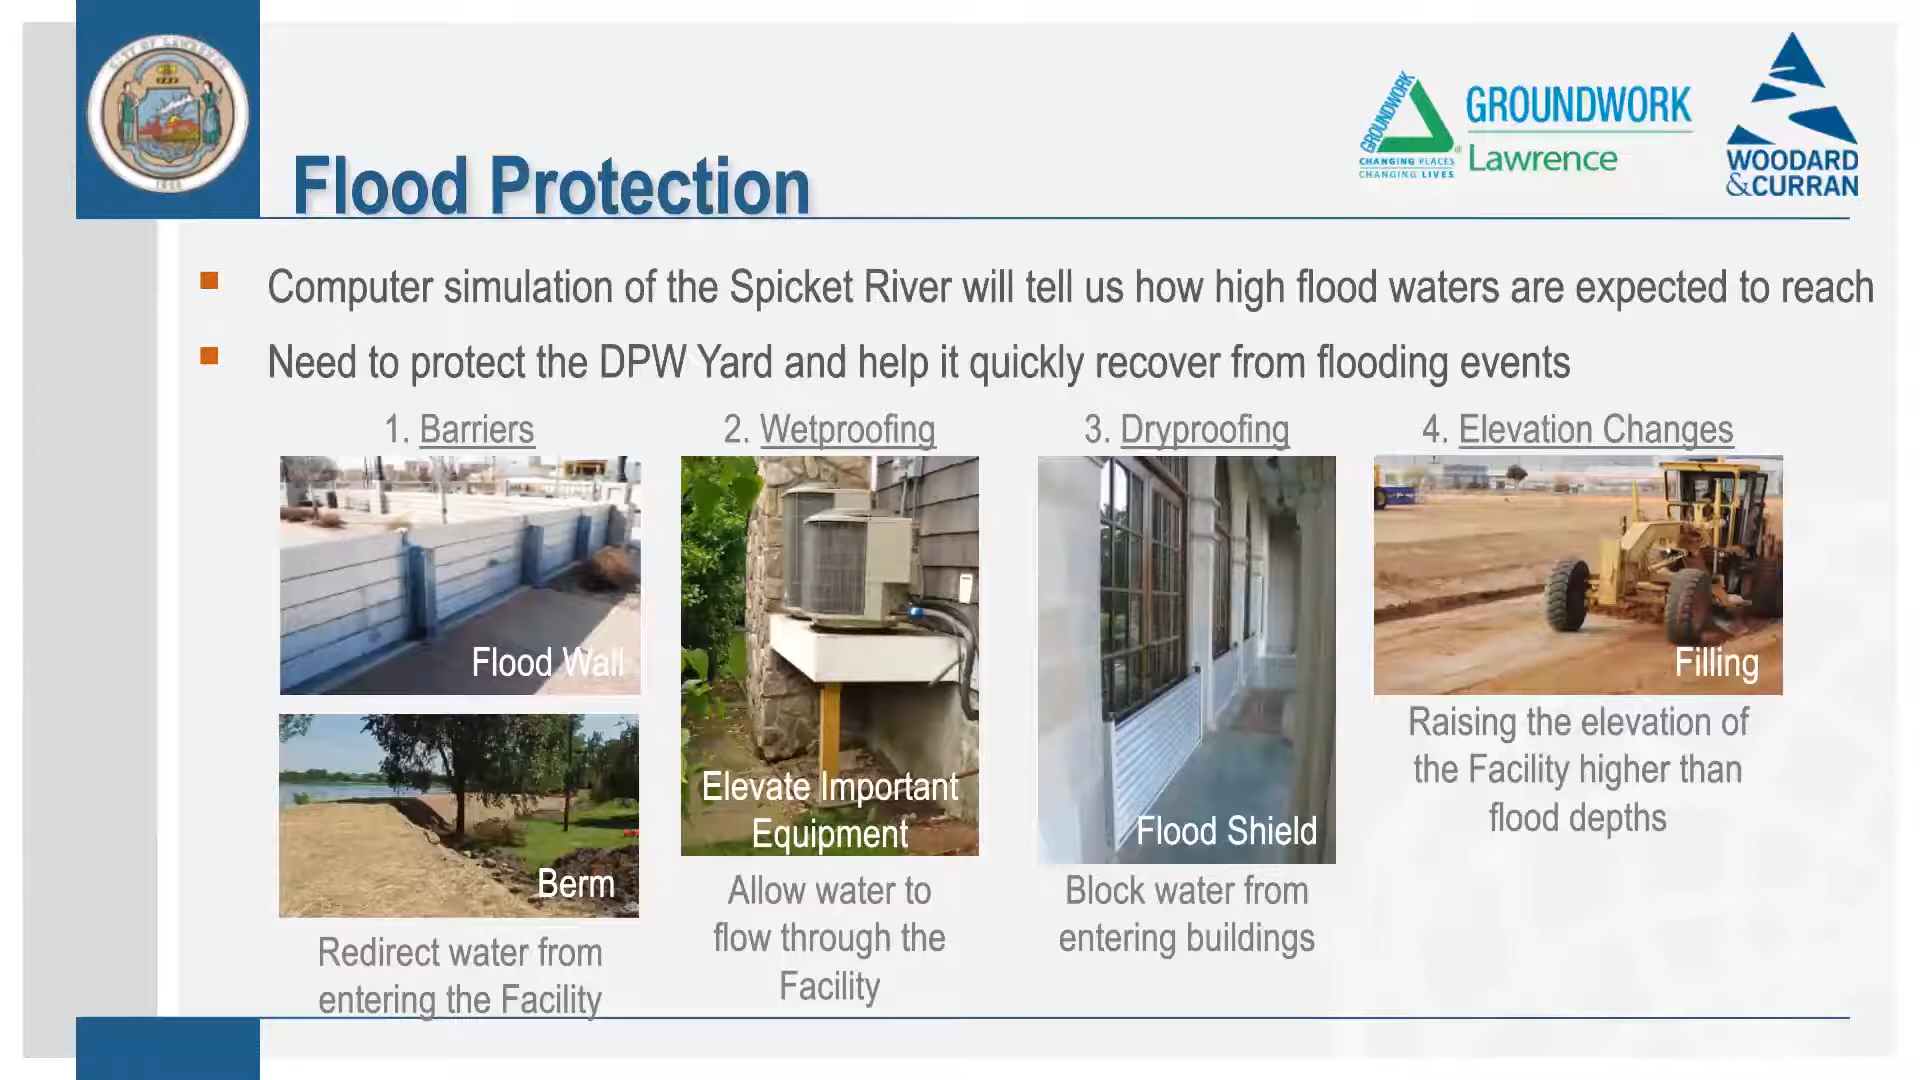 CITY OF LAWRENCE
GROUNDWORK
CHANGING PLACES
CHANGING LIVES
GROUNDWORK
Lawrence
WOODARD
&CURRAN
Flood Protection
Computer simulation of the Spicket River will tell us how high flood waters are expected to reach
Need to protect the DPW Yard and help it quickly recover from flooding events
1. Barriers
Flood Wall
Berm
Redirect water from
entering the Facility
2. Wetproofing
Elevate Important
Equipment
Allow water to
flow through the
Facility
3. Dryproofing
Flood Shield
Block water from
entering buildings
4. Elevation Changes
Filling
Raising the elevation of
the Facility higher than
flood depths